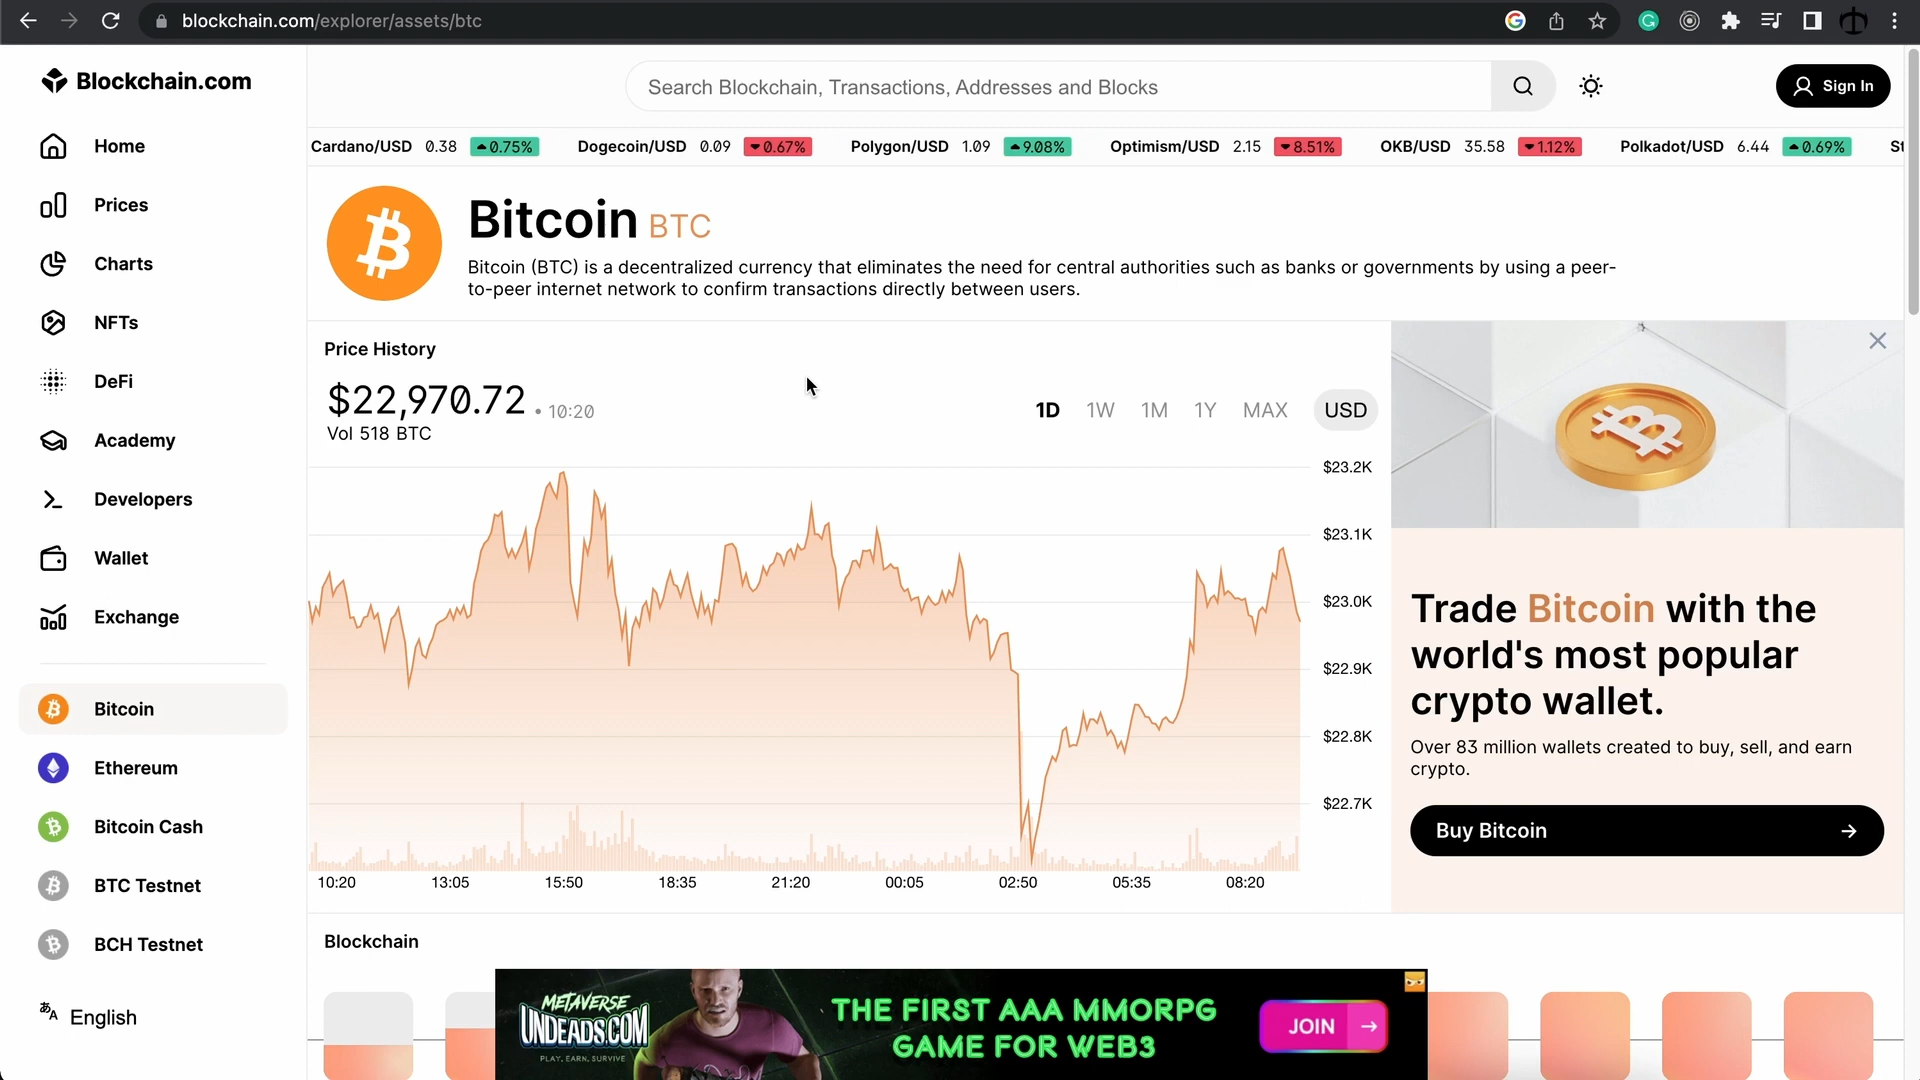 blockchain.com/explorer/assets/btc
Blockchain.com
Search Blockchain, Transactions, Addresses and Blocks
Sign In
Home
Prices
Charts
NFTs
DeFi
Academy
Developers
Wallet
Exchange
Bitcoin
Ethereum
Bitcoin Cash
BTC Testnet
BCH Testnet
English
Cardano/USD 0.38 0.75% Dogecoin/USD 0.09 0.67% Polygon/USD 1.09 9.08% Optimism/USD 2.15 8.51% OKB/USD 35.58 1.12% Polkadot/USD 6.44 0.69% St
Bitcoin BTC
Bitcoin (BTC) is a decentralized currency that eliminates the need for central authorities such as banks or governments by using a peer-
to-peer internet network to confirm transactions directly between users.
Price History
$22,970.72 • 10:20
Vol 518 BTC
1D 1W 1M 1Y MAX USD
$23.2K
$23.1K
$23.0K
$22.9K
$22.8K
$22.7K
10:20 13:05 15:50 18:35 21:20 00:05 02:50 05:35 08:20
Trade Bitcoin with the
world's most popular
crypto wallet.
Over 83 million wallets created to buy, sell, and earn
crypto.
Buy Bitcoin
Blockchain
METAVERSE
UNDEADS.COM
PLAY, EARN, SURVIVE
THE FIRST AAA MMORPG
GAME FOR WEB3
JOIN